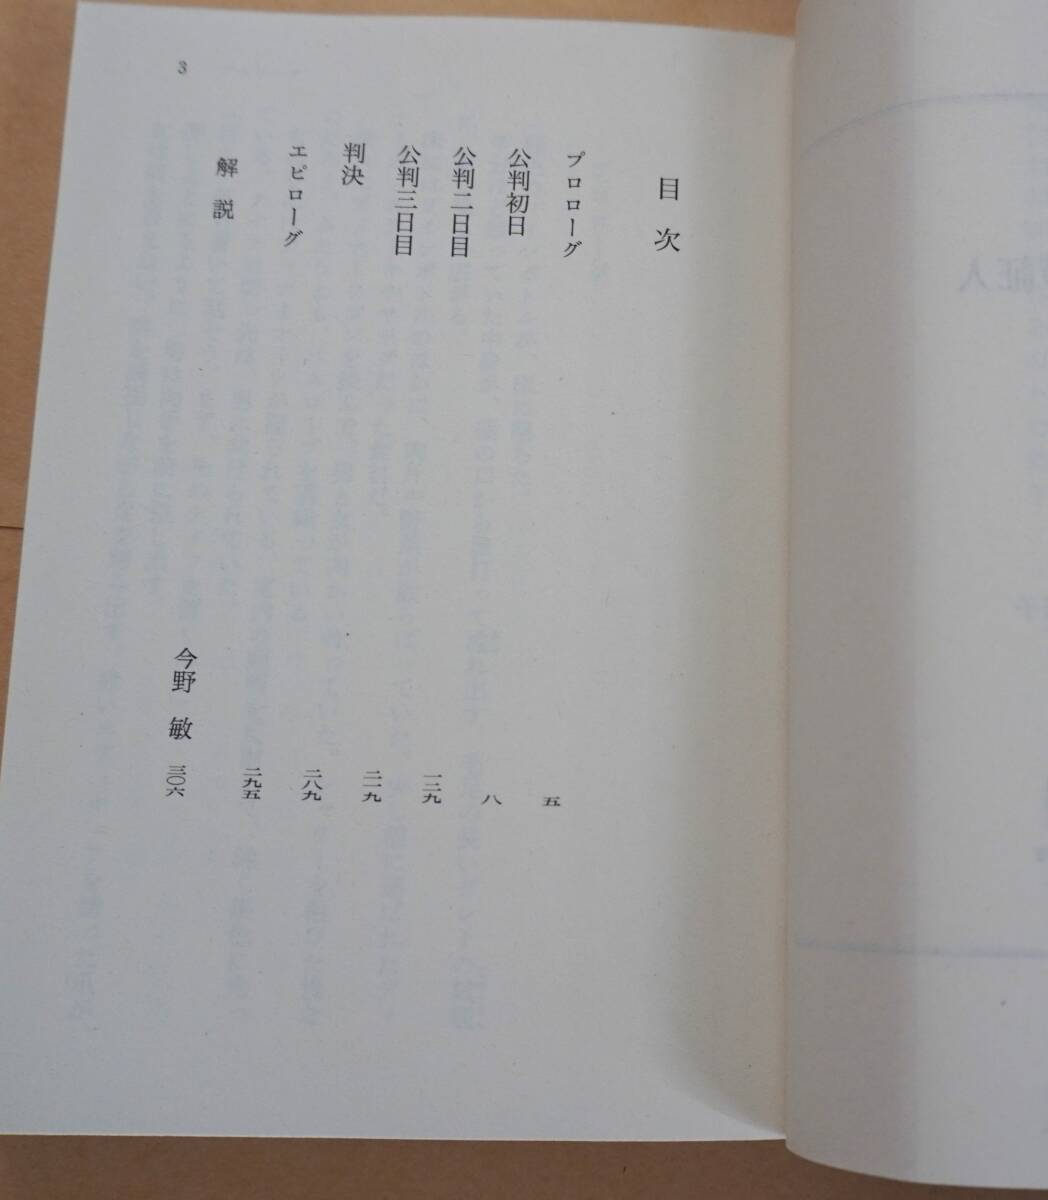 目次
プロローグ 五
公判初日 八
公判二日目 一二九
公判三日目 二一九
判決 二八九
エピローグ 二九五
解説 今野 敏 三〇六
3